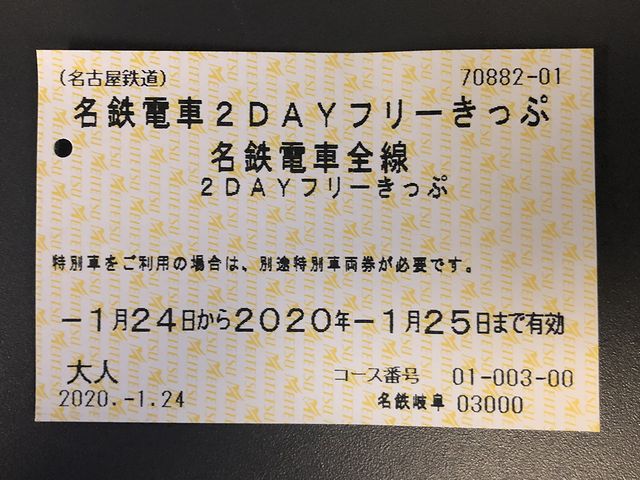 (名古屋鉄道) 70882-01
名鉄電車2DAYフリーきっぷ
名鉄電車全線
2DAYフリーきっぷ
特別車をご利用の場合は、別途特別車両券が必要です。
-1月24日から2020年-1月25日まで有効
大人 コース番号 01-003-00
2020.-1.24 名鉄岐阜 03000